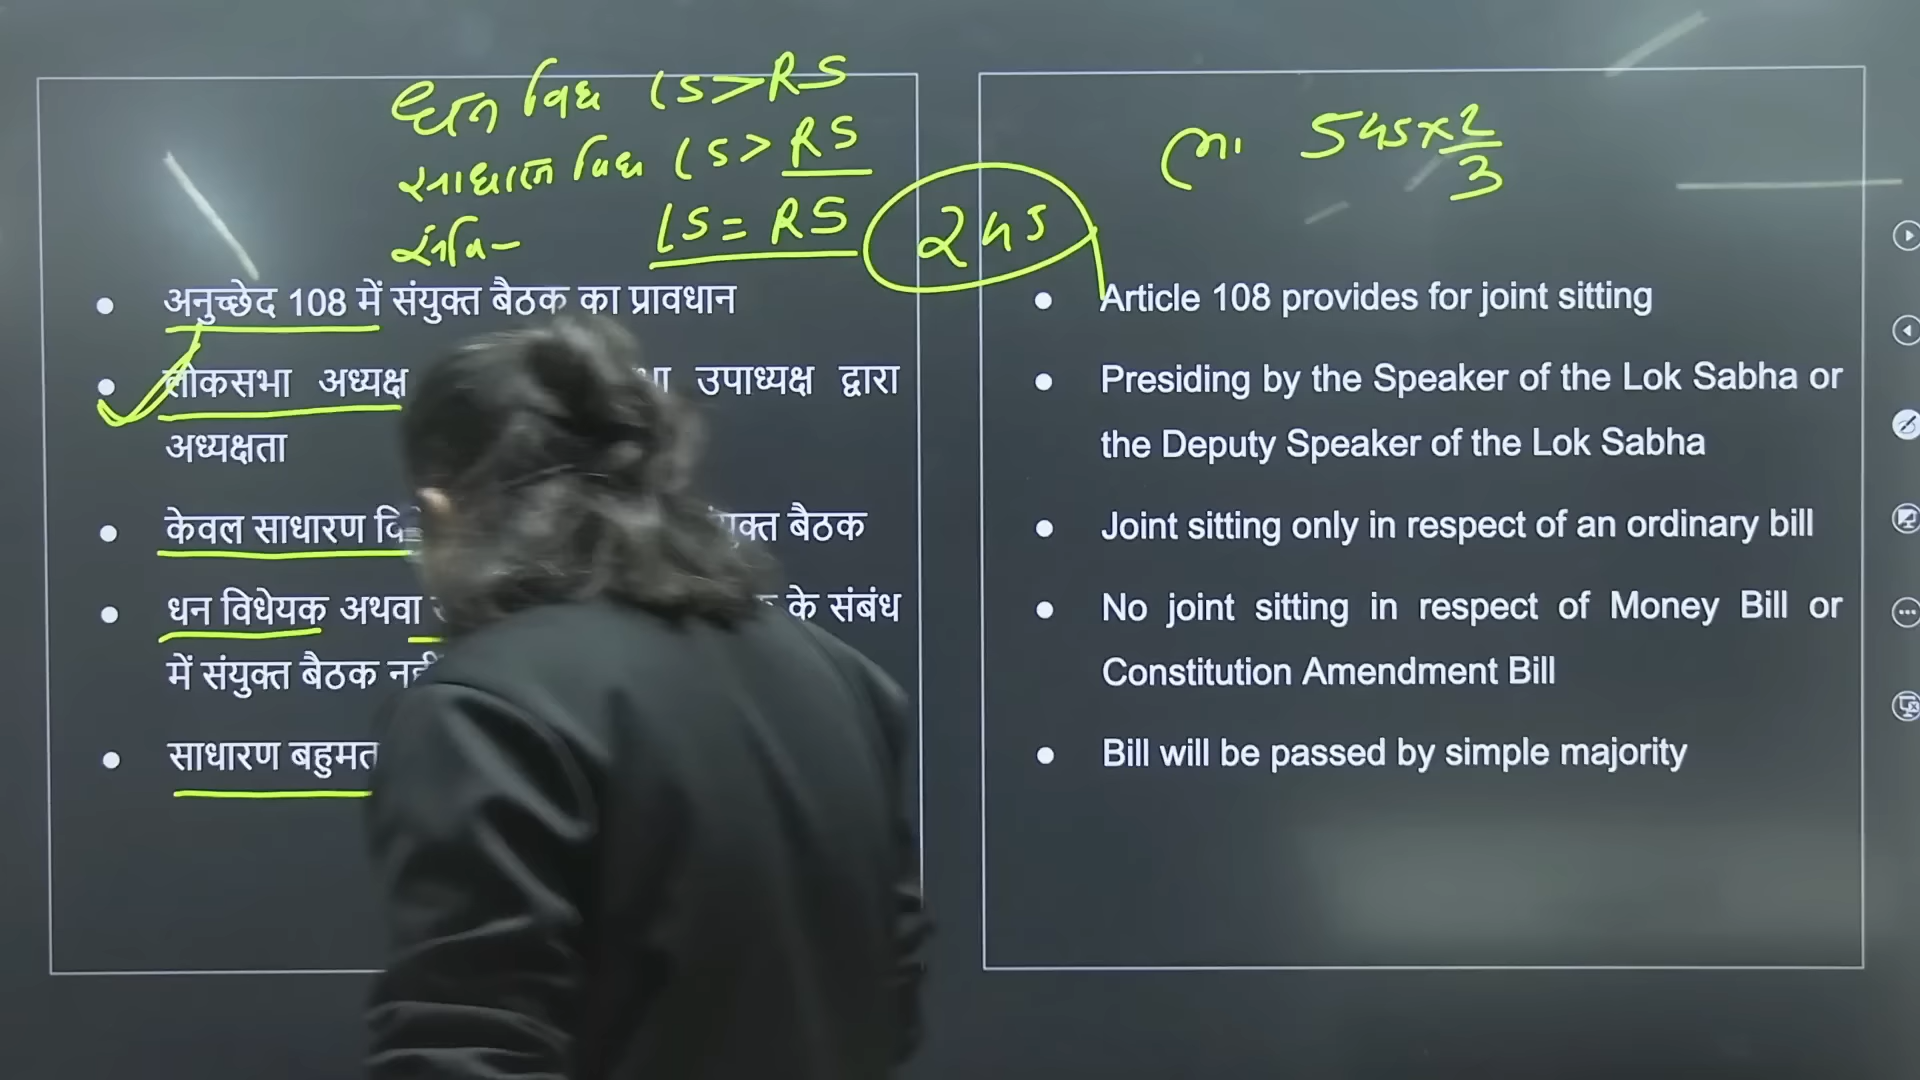 धन विध LS>RS
साधारण विध LS>RS
LS=RS 245
545×2/3
अनुच्छेद 108 में संयुक्त बैठक का प्रावधान
लोकसभा अध्यक्ष उपाध्यक्ष द्वारा
अध्यक्षता
केवल साधारण बैठक
धन विधेयक अथवा के संबंध
में संयुक्त बैठक
साधारण बहुमत
Article 108 provides for joint sitting
Presiding by the Speaker of the Lok Sabha or
the Deputy Speaker of the Lok Sabha
Joint sitting only in respect of an ordinary bill
No joint sitting in respect of Money Bill or
Constitution Amendment Bill
Bill will be passed by simple majority